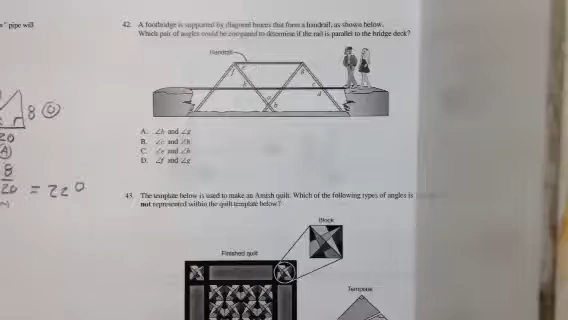 " pipe will
42. A footbridge is supported by diagonal braces that form a handrail, as shown below.
Which pair of angles could be compared to determine if the rail is parallel to the bridge deck?
Handrail
f e g
b c
d
a h
A. ∠b and ∠g
B. ∠c and ∠h
C. ∠e and ∠h
D. ∠f and ∠g
8
20
8
20 = 220
43. The template below is used to make an Amish quilt. Which of the following types of angles is
not represented within the quilt template below?
Block
Finished quilt
Template